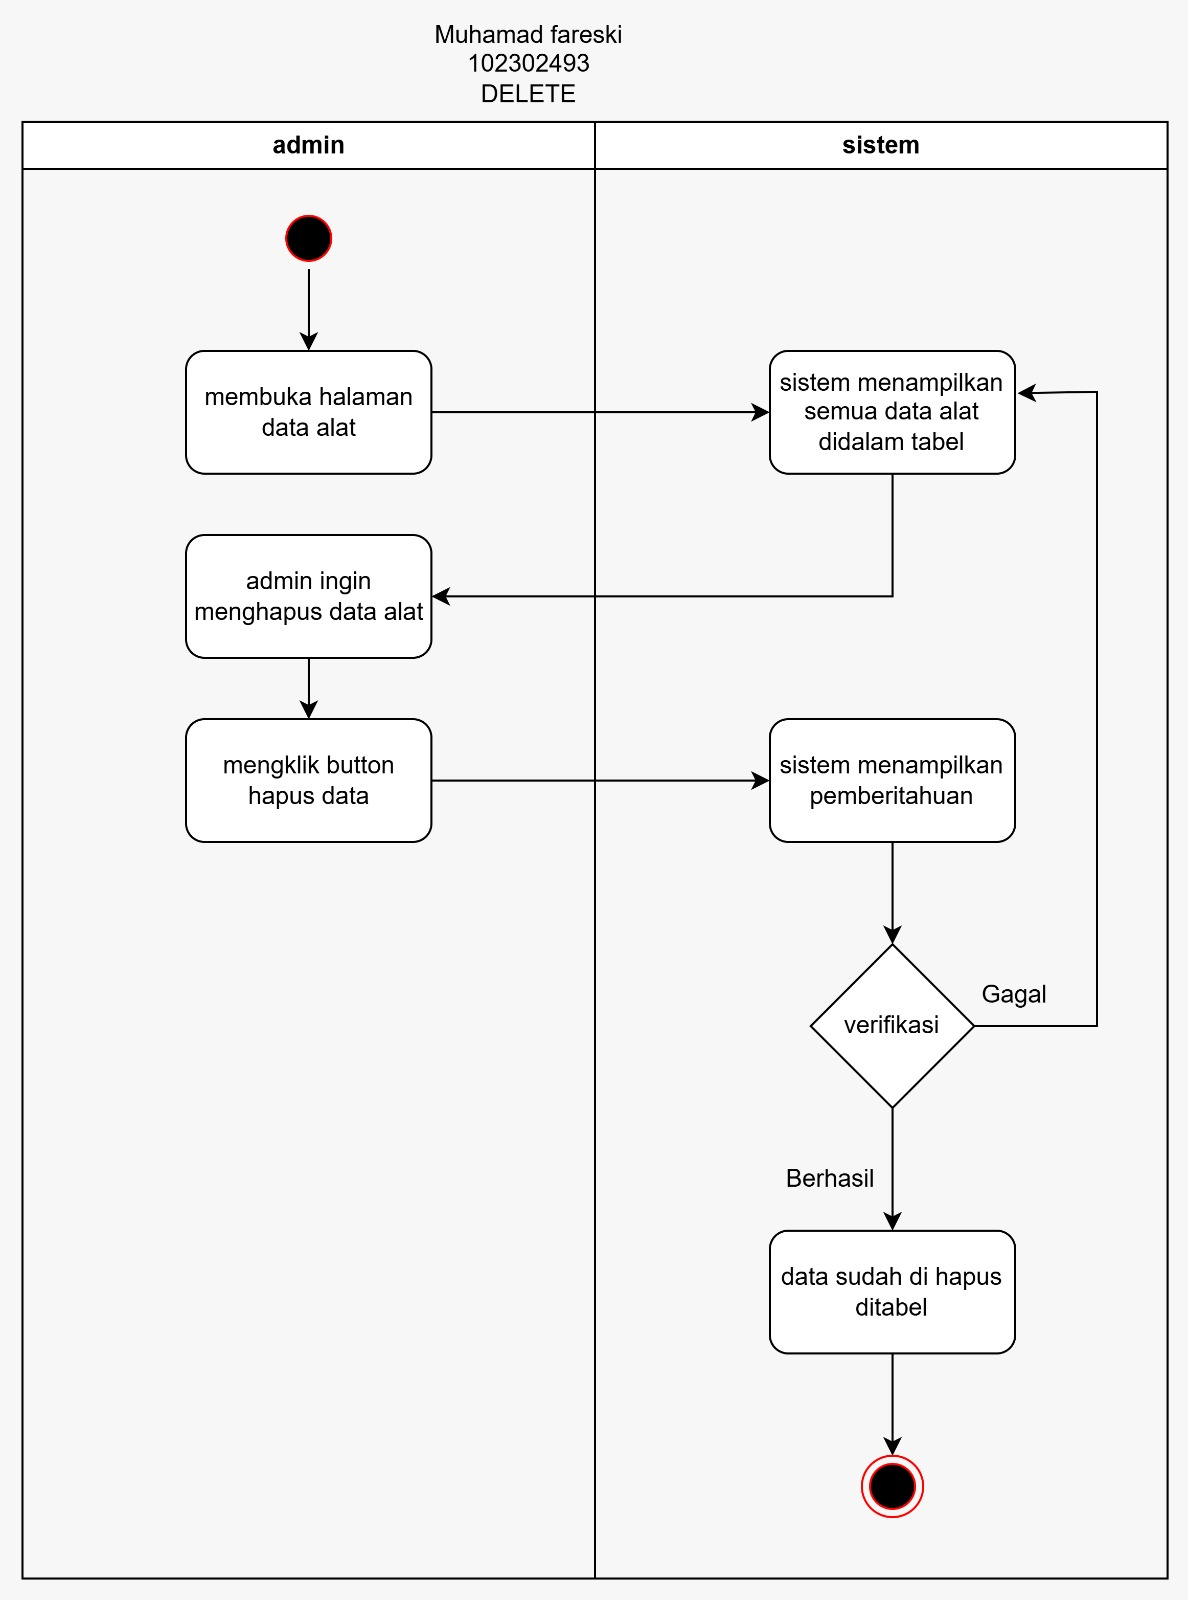 Muhamad fareski
102302493
DELETE
admin
sistem
membuka halaman
data alat
sistem menampilkan
semua data alat
didalam tabel
admin ingin
menghapus data alat
mengklik button
hapus data
sistem menampilkan
pemberitahuan
verifikasi
Gagal
Berhasil
data sudah di hapus
ditabel